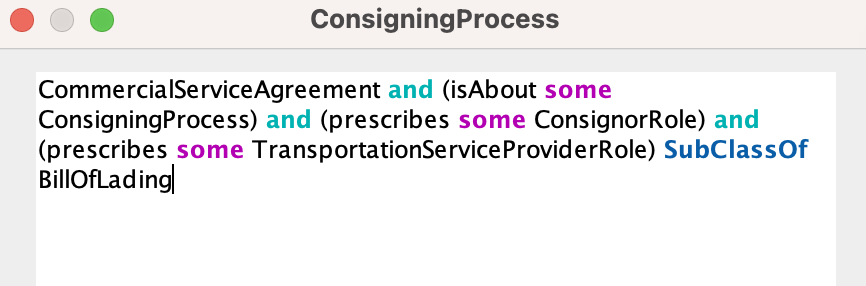 ConsigningProcess
CommercialServiceAgreement and (isAbout some
ConsigningProcess) and (prescribes some ConsignorRole) and
(prescribes some TransportationServiceProviderRole) SubClassOf
BillOfLading